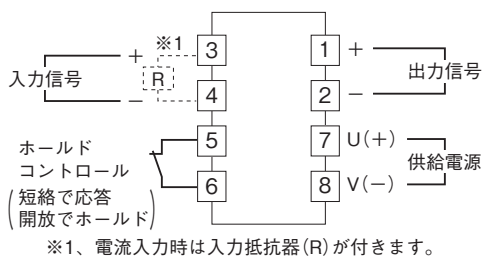 ※1
3
1
+
+
入力信号
R
出力信号
−
4
2
−
ホールド
コントロール
(短絡で応答
開放でホールド)
5
7
U(+)
供給電源
6
8
V(−)
※1、電流入力時は入力抵抗器(R)が付きます。